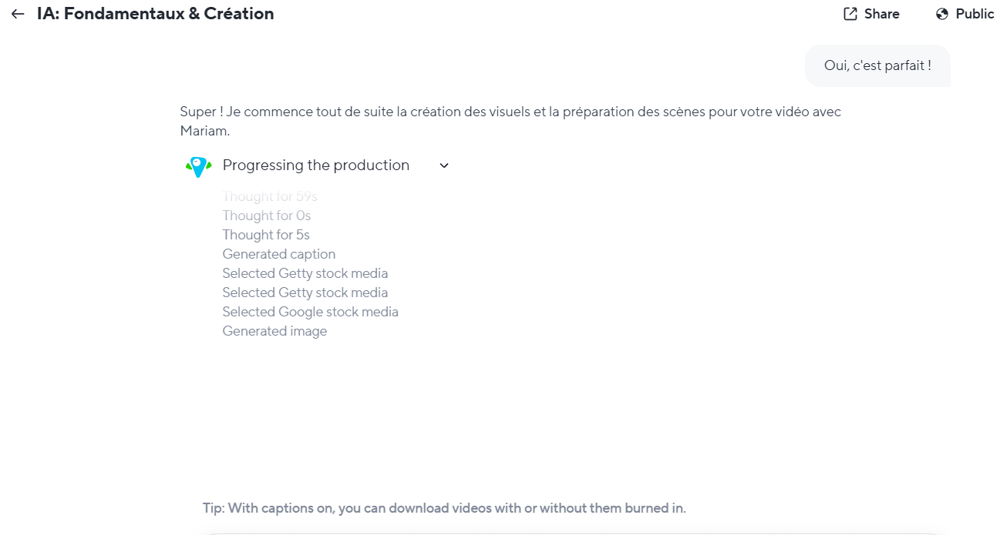 IA: Fondamentaux & Création
Share
Public
Oui, c'est parfait !
Super ! Je commence tout de suite la création des visuels et la préparation des scènes pour votre vidéo avec
Mariam.
Progressing the production
Thought for 59s
Thought for 0s
Thought for 5s
Generated caption
Selected Getty stock media
Selected Getty stock media
Selected Google stock media
Generated image
Tip: With captions on, you can download videos with or without them burned in.